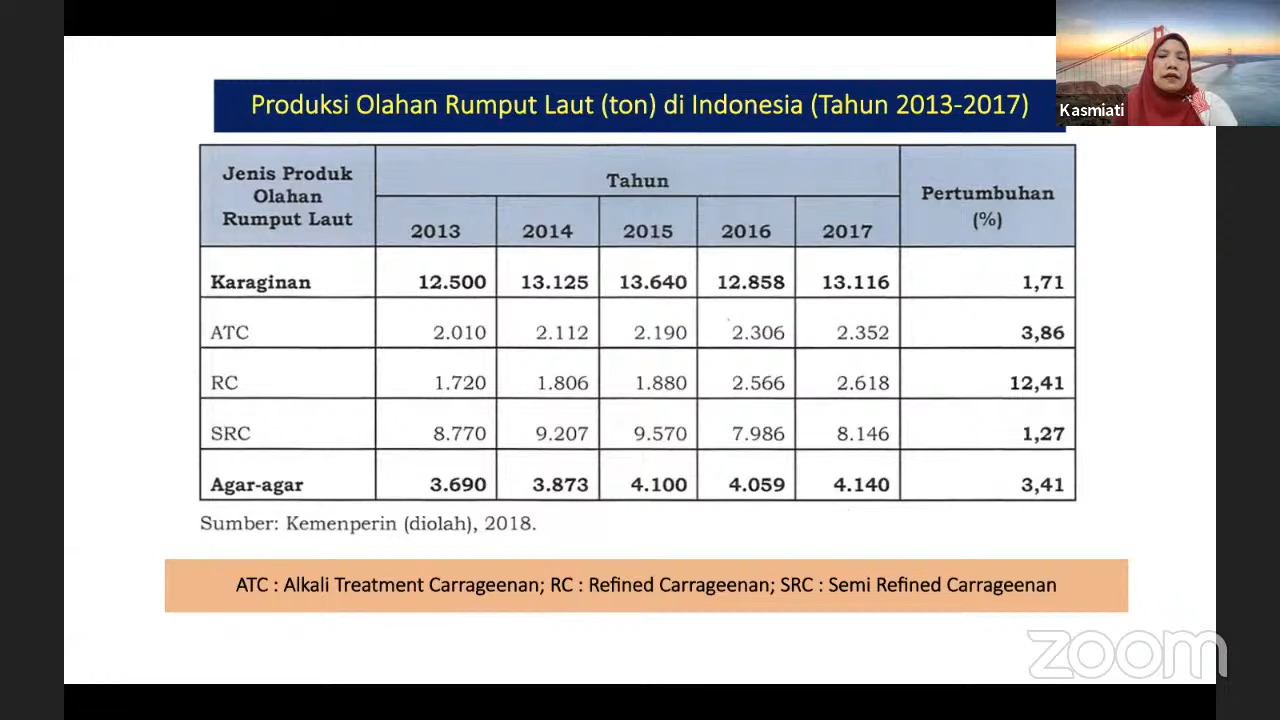 Produksi Olahan Rumput Laut (ton) di Indonesia (Tahun 2013-2017)
Kasmiati
Jenis Produk Olahan Rumput Laut Tahun Pertumbuhan (%)
2013 2014 2015 2016 2017
Karaginan 12.500 13.125 13.640 12.858 13.116 1,71
ATC 2.010 2.112 2.190 2.306 2.352 3,86
RC 1.720 1.806 1.880 2.566 2.618 12,41
SRC 8.770 9.207 9.570 7.986 8.146 1,27
Agar-agar 3.690 3.873 4.100 4.059 4.140 3,41
Sumber: Kemenperin (diolah), 2018.
ATC : Alkali Treatment Carrageenan; RC : Refined Carrageenan; SRC : Semi Refined Carrageenan
zoom